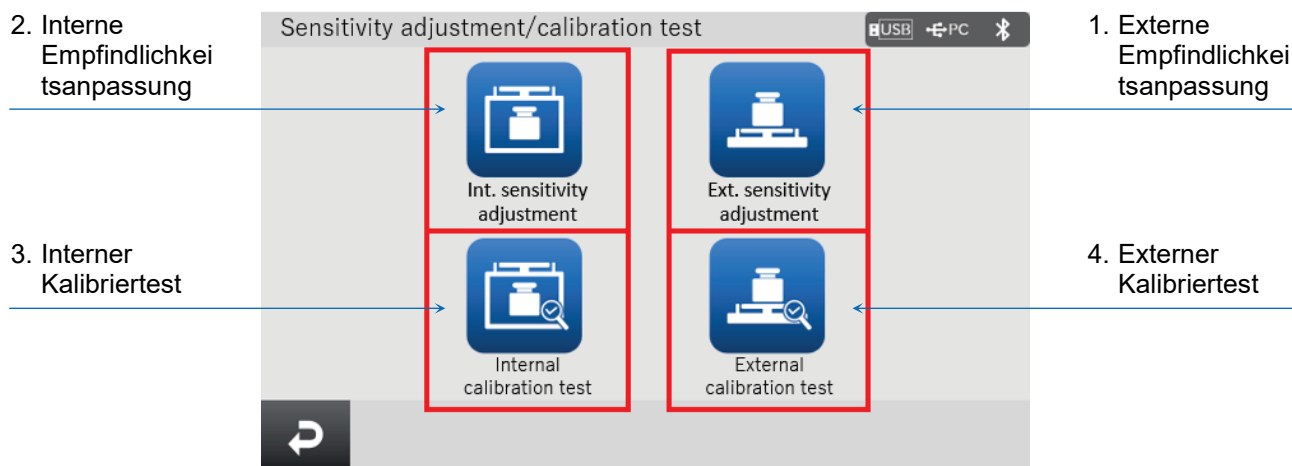 2. Interne
Empfindlichkei
tsanpassung
Sensitivity adjustment/calibration test
USB PC
1. Externe
Empfindlichkei
tsanpassung
Int. sensitivity
adjustment
Ext. sensitivity
adjustment
3. Interner
Kalibriertest
4. Externer
Kalibriertest
Internal
calibration test
External
calibration test